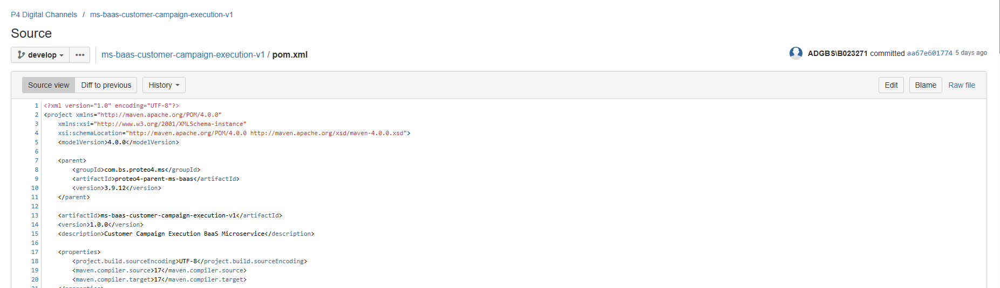 P4 Digital Channels / ms-baas-customer-campaign-execution-v1
Source
develop ms-baas-customer-campaign-execution-v1 / pom.xml ADGBS\B023271 committed aa67e601774 5 days ago
Source view Diff to previous History Edit Blame Raw file
1 <?xml version="1.0" encoding="UTF-8"?>
2 <project xmlns="http://maven.apache.org/POM/4.0.0"
3 xmlns:xsi="http://www.w3.org/2001/XMLSchema-instance"
4 xsi:schemaLocation="http://maven.apache.org/POM/4.0.0 http://maven.apache.org/xsd/maven-4.0.0.xsd">
5 <modelVersion>4.0.0</modelVersion>
6
7 <parent>
8 <groupId>com.bs.proteo4.ms</groupId>
9 <artifactId>proteo4-parent-ms-baas</artifactId>
10 <version>3.9.12</version>
11 </parent>
12
13 <artifactId>ms-baas-customer-campaign-execution-v1</artifactId>
14 <version>1.0.0</version>
15 <description>Customer Campaign Execution BaaS Microservice</description>
16
17 <properties>
18 <project.build.sourceEncoding>UTF-8</project.build.sourceEncoding>
19 <maven.compiler.source>17</maven.compiler.source>
20 <maven.compiler.target>17</maven.compiler.target>
21 </properties>